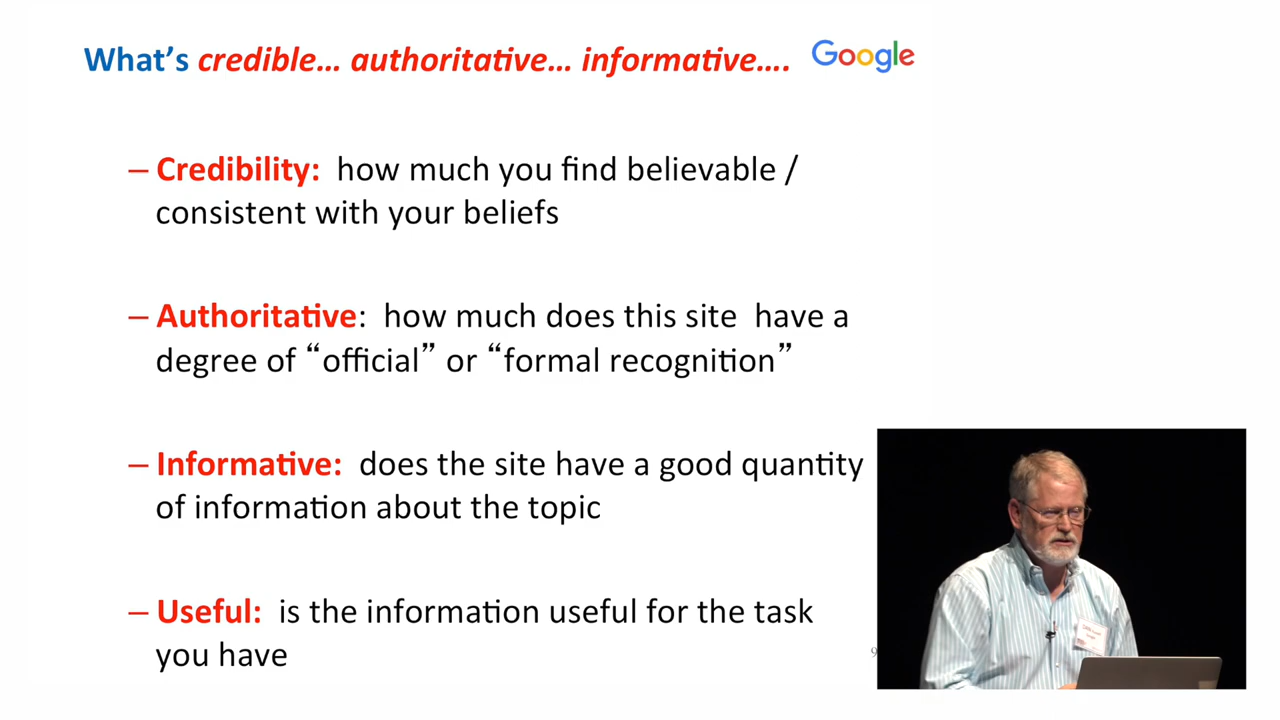 What's credible… authoritative… informative…. Google
– Credibility: how much you find believable /
consistent with your beliefs
– Authoritative: how much does this site have a
degree of “official” or “formal recognition”
– Informative: does the site have a good quantity
of information about the topic
– Useful: is the information useful for the task
you have
9